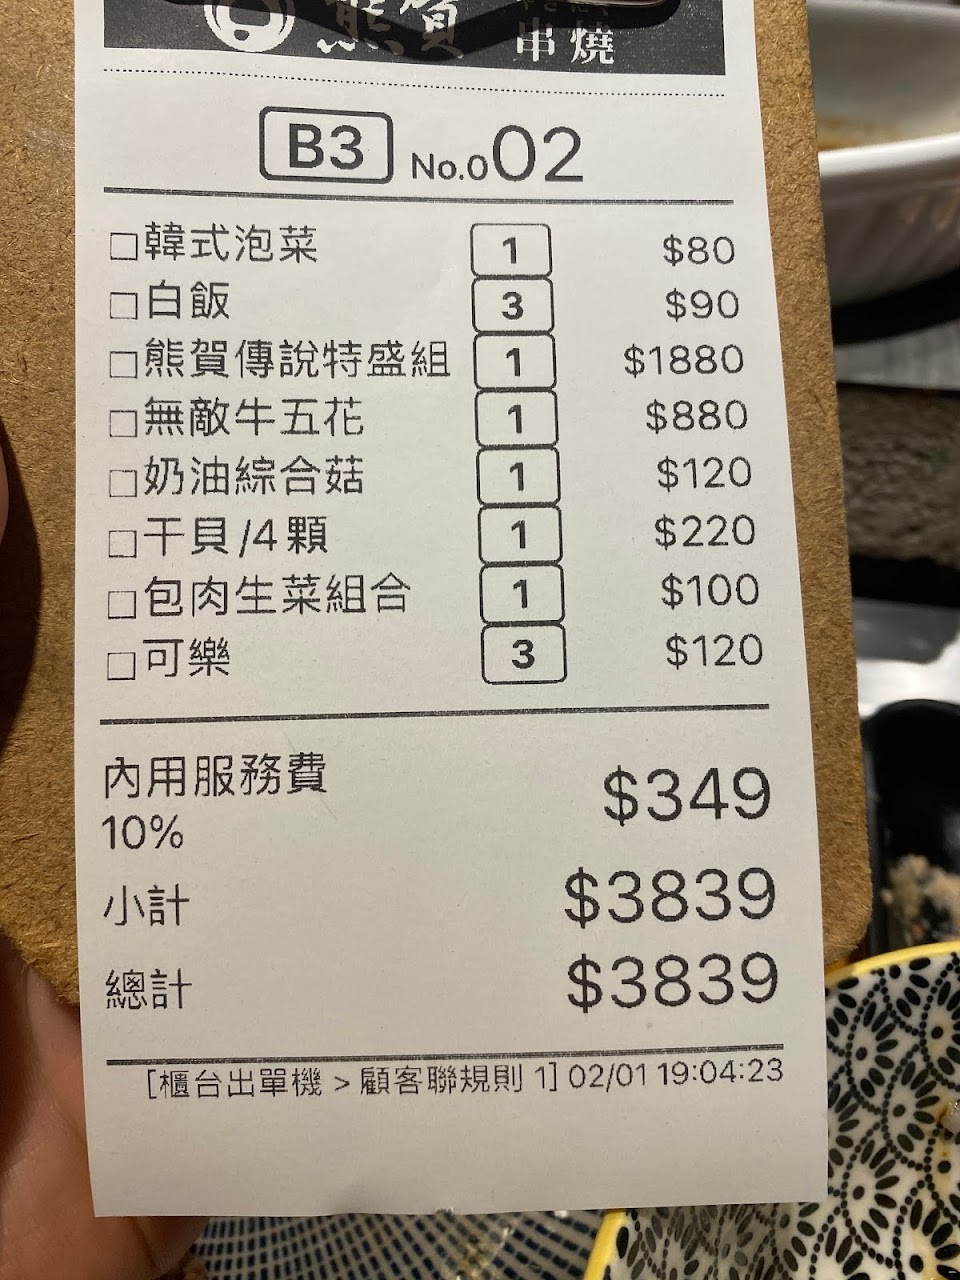 熊賀 串燒
B3 No.002
□韓式泡菜 1 $80
□白飯 3 $90
□熊賀傳說特盛組 1 $1880
□無敵牛五花 1 $880
□奶油綜合菇 1 $120
□干貝/4顆 1 $220
□包肉生菜組合 1 $100
□可樂 3 $120
內用服務費 $349
10%
小計 $3839
總計 $3839
[櫃台出單機 > 顧客聯規則 1] 02/01 19:04:23